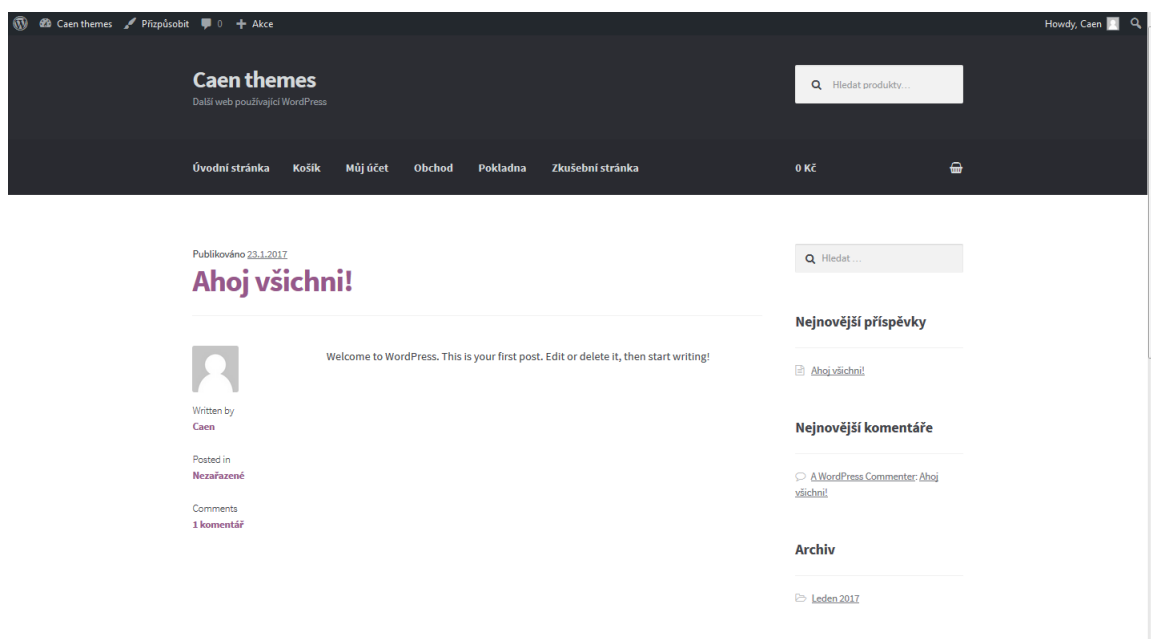 Caen themes Přizpůsobit 0 + Akce Howdy, Caen
Caen themes
Další web používající WordPress
Hledat produkty…
Úvodní stránka Košík Můj účet Obchod Pokladna Zkušební stránka 0 Kč
Publikováno 23.1.2017
Ahoj všichni!
Welcome to WordPress. This is your first post. Edit or delete it, then start writing!
Written by
Caen
Posted in
Nezařazené
Comments
1 komentář
Hledat …
Nejnovější příspěvky
Ahoj všichni!
Nejnovější komentáře
A WordPress Commenter: Ahoj
všichni!
Archiv
Leden 2017